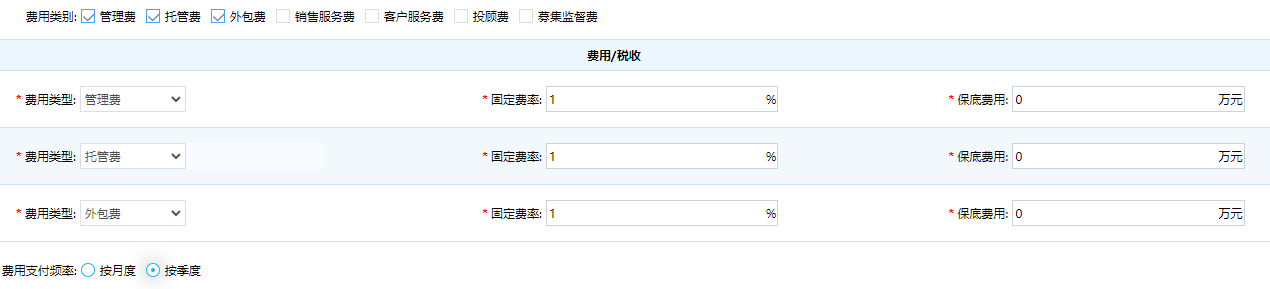 费用类别: 管理费 托管费 外包费 销售服务费 客户服务费 投顾费 募集监督费
费用/税收
* 费用类型: 管理费 * 固定费率: 1 % * 保底费用: 0 万元
* 费用类型: 托管费 * 固定费率: 1 % * 保底费用: 0 万元
* 费用类型: 外包费 * 固定费率: 1 % * 保底费用: 0 万元
费用支付频率: 按月度 按季度